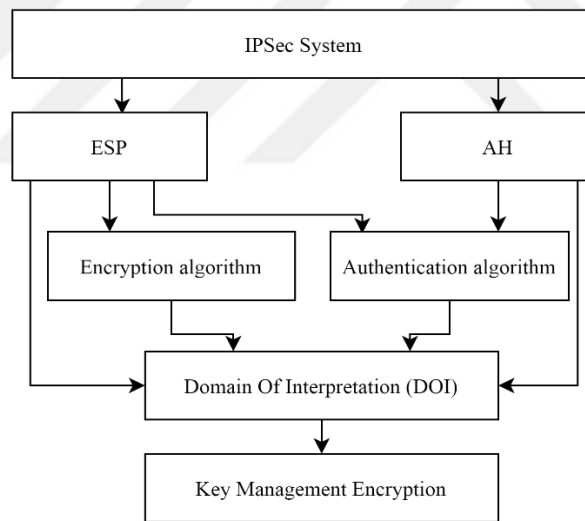 IPSec System
ESP
AH
Encryption algorithm
Authentication algorithm
Domain Of Interpretation (DOI)
Key Management Encryption